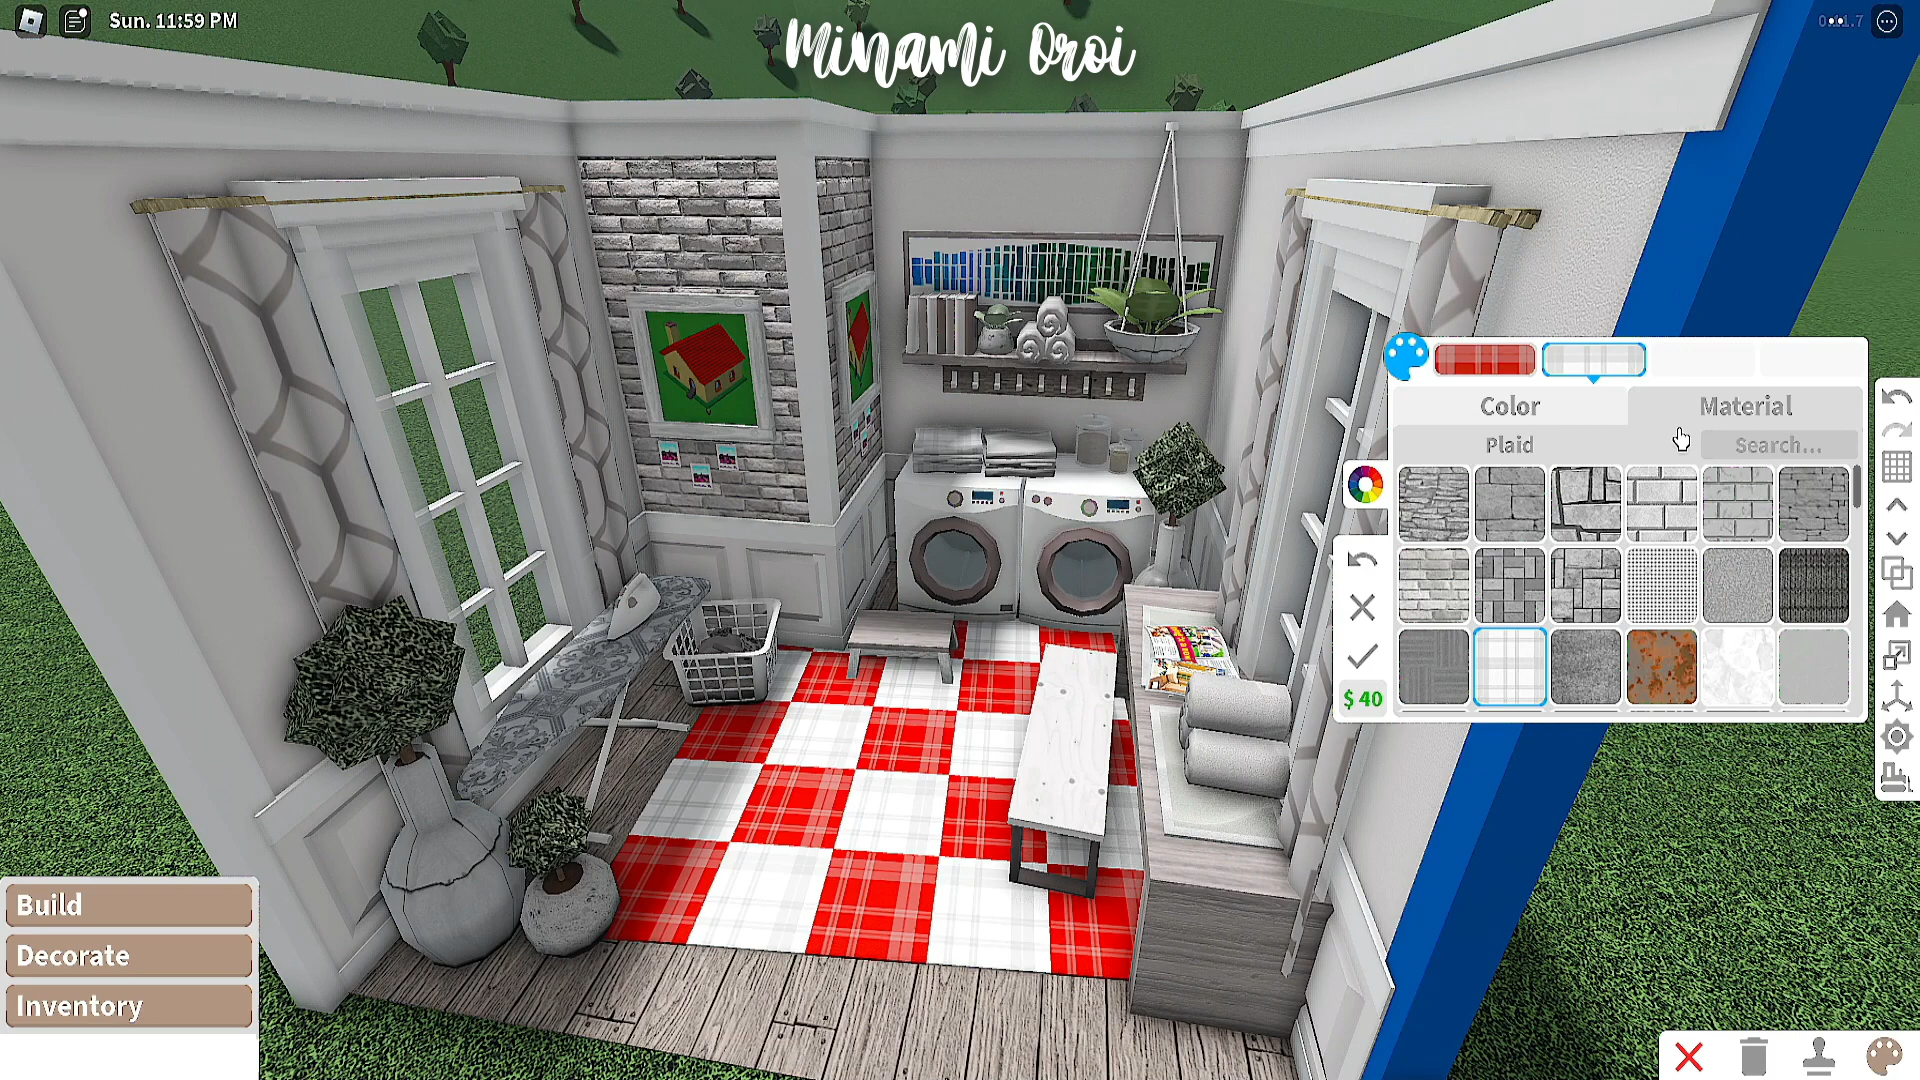 Sun. 11:59 PM
Minami Oroi
Color
Material
Plaid
Search...
$ 40
Build
Decorate
Inventory